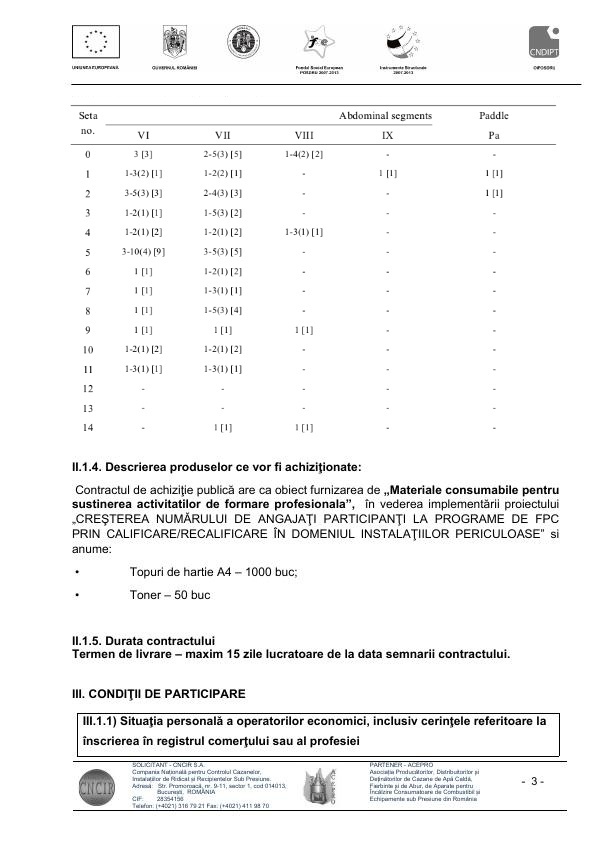 UNIUNEA EUROPEANĂ
GUVERNUL ROMÂNIEI
Fondul Social European
POSDRU 2007-2013
Instrumente Structurale
2007-2013
CNDIPT
OIPOSDRU
Seta no. Abdominal segments Paddle
VI VII VIII IX Pa
0 3 [3] 2-5(3) [5] 1-4(2) [2] - -
1 1-3(2) [1] 1-2(2) [1] - 1 [1] 1 [1]
2 3-5(3) [3] 2-4(3) [3] - - 1 [1]
3 1-2(1) [1] 1-5(3) [2] - - -
4 1-2(1) [2] 1-2(1) [2] 1-3(1) [1] - -
5 3-10(4) [9] 3-5(3) [5] - - -
6 1 [1] 1-2(1) [2] - - -
7 1 [1] 1-3(1) [1] - - -
8 1 [1] 1-5(3) [4] - - -
9 1 [1] 1 [1] 1 [1] - -
10 1-2(1) [2] 1-2(1) [2] - - -
11 1-3(1) [1] 1-3(1) [1] - - -
12 - - - - -
13 - - - - -
14 - 1 [1] 1 [1] - -
II.1.4. Descrierea produselor ce vor fi achiziţionate:
Contractul de achiziţie publică are ca obiect furnizarea de „Materiale consumabile pentru
sustinerea activitatilor de formare profesionala”, în vederea implementării proiectului
„CREŞTEREA NUMĂRULUI DE ANGAJAŢI PARTICIPANŢI LA PROGRAME DE FPC
PRIN CALIFICARE/RECALIFICARE ÎN DOMENIUL INSTALAŢIILOR PERICULOASE” si
anume:
• Topuri de hartie A4 – 1000 buc;
• Toner – 50 buc
II.1.5. Durata contractului
Termen de livrare – maxim 15 zile lucratoare de la data semnarii contractului.
III. CONDIŢII DE PARTICIPARE
III.1.1) Situaţia personală a operatorilor economici, inclusiv cerinţele referitoare la
înscrierea în registrul comerţului sau al profesiei
CNCIR
SOLICITANT - CNCIR S.A.
Compania Naţională pentru Controlul Cazanelor,
Instalaţiilor de Ridicat şi Recipientelor Sub Presiune.
Adresă: Str. Promoroacă, nr. 9-11, sector 1, cod 014013,
Bucureşti, ROMÂNIA
CIF: 28354156
Telefon: (+4021) 316 79 21 Fax: (+4021) 411 98 70
PARTENER - ACEPRO
Asociaţia Producătorilor, Distribuitorilor şi
Deţinătorilor de Cazane de Apă Caldă,
Fierbinte şi de Abur, de Aparate pentru
Încălzire Consumatoare de Combustibil şi
Echipamente sub Presiune din România
- 3 -